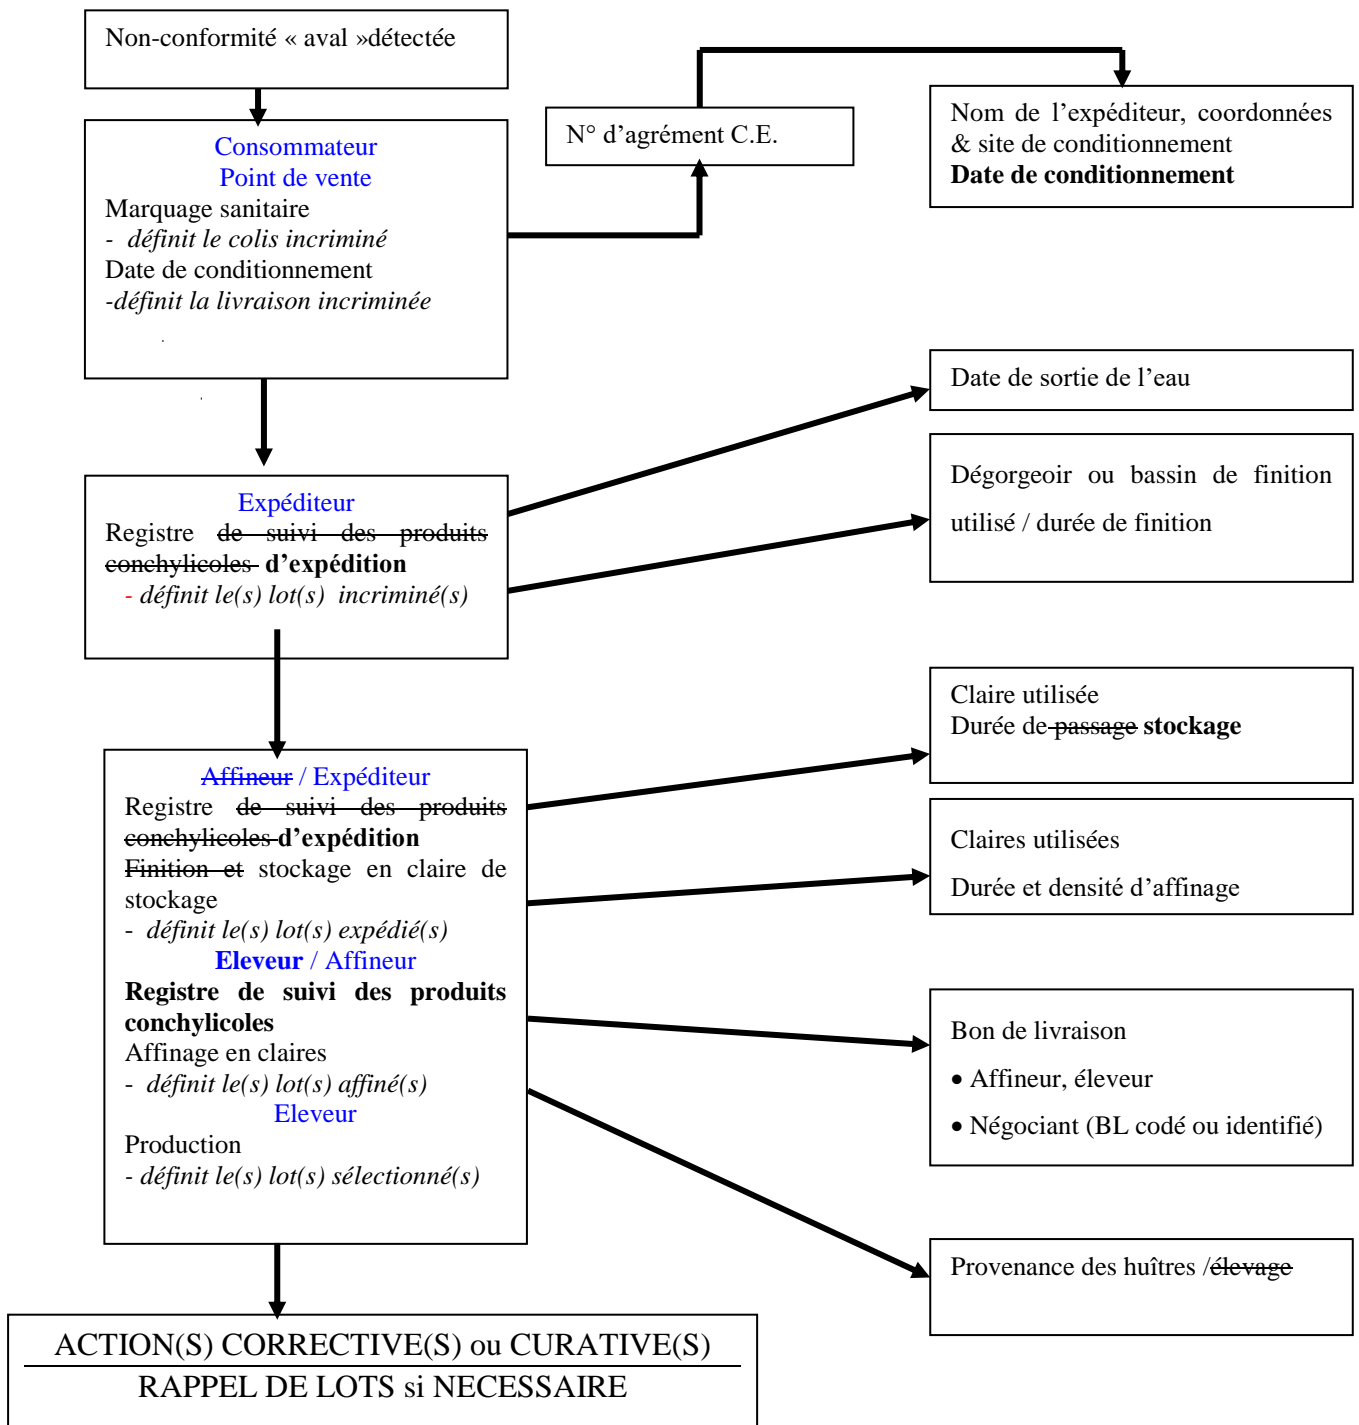 Non-conformité « aval »détectée
Consommateur
Point de vente
Marquage sanitaire
- définit le colis incriminé
Date de conditionnement
-définit la livraison incriminée
N° d’agrément C.E.
Nom de l’expéditeur, coordonnées
& site de conditionnement
Date de conditionnement
Date de sortie de l’eau
Dégorgeoir ou bassin de finition
utilisé / durée de finition
Expéditeur
Registre de suivi des produits
conchylicoles d’expédition
- définit le(s) lot(s) incriminé(s)
Claire utilisée
Durée de passage stockage
Claires utilisées
Durée et densité d’affinage
Affineur / Expéditeur
Registre de suivi des produits
conchylicoles d’expédition
Finition et stockage en claire de
stockage
- définit le(s) lot(s) expédié(s)
Eleveur / Affineur
Registre de suivi des produits
conchylicoles
Affinage en claires
- définit le(s) lot(s) affiné(s)
Eleveur
Production
- définit le(s) lot(s) sélectionné(s)
Bon de livraison
• Affineur, éleveur
• Négociant (BL codé ou identifié)
Provenance des huîtres /élevage
ACTION(S) CORRECTIVE(S) ou CURATIVE(S)
RAPPEL DE LOTS si NECESSAIRE